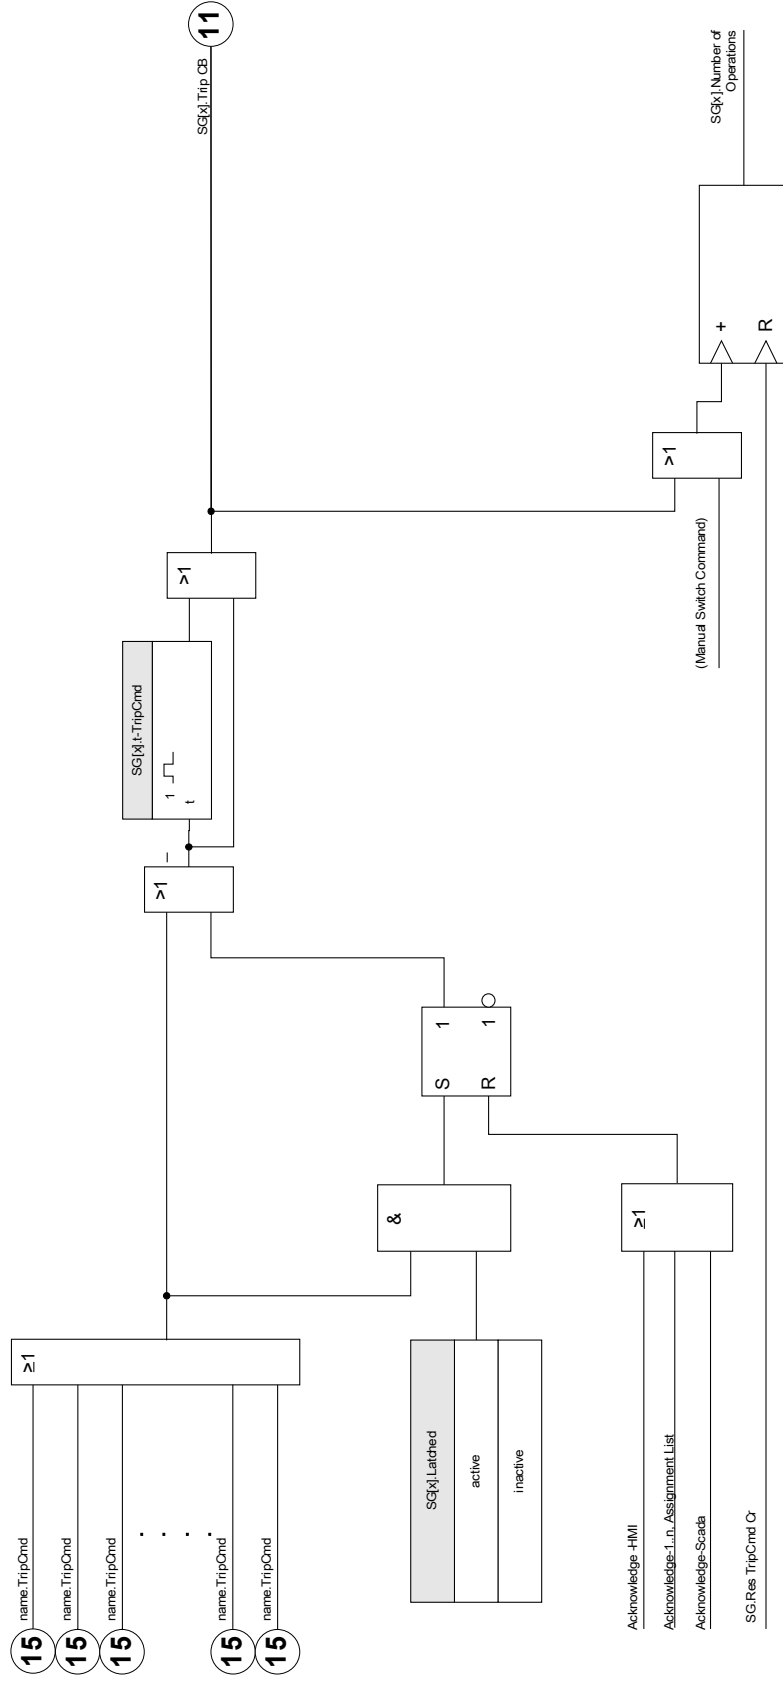 15
name.TripCmd
15
name.TripCmd
15
name.TripCmd
. . . .
15
name.TripCmd
15
name.TripCmd
≥1
SG[x].Latched
active
inactive
&
S 1
R 1
Acknowledge -HMI
Acknowledge-1..n, Assignment List
Acknowledge-Scada
≥1
>1
SG[x].t-TripCmd
1
t
>1
SG[x].Trip CB
11
(Manual Switch Command)
>1
SG.Res TripCmd Cr
+
R
SG[x].Number of
Operations